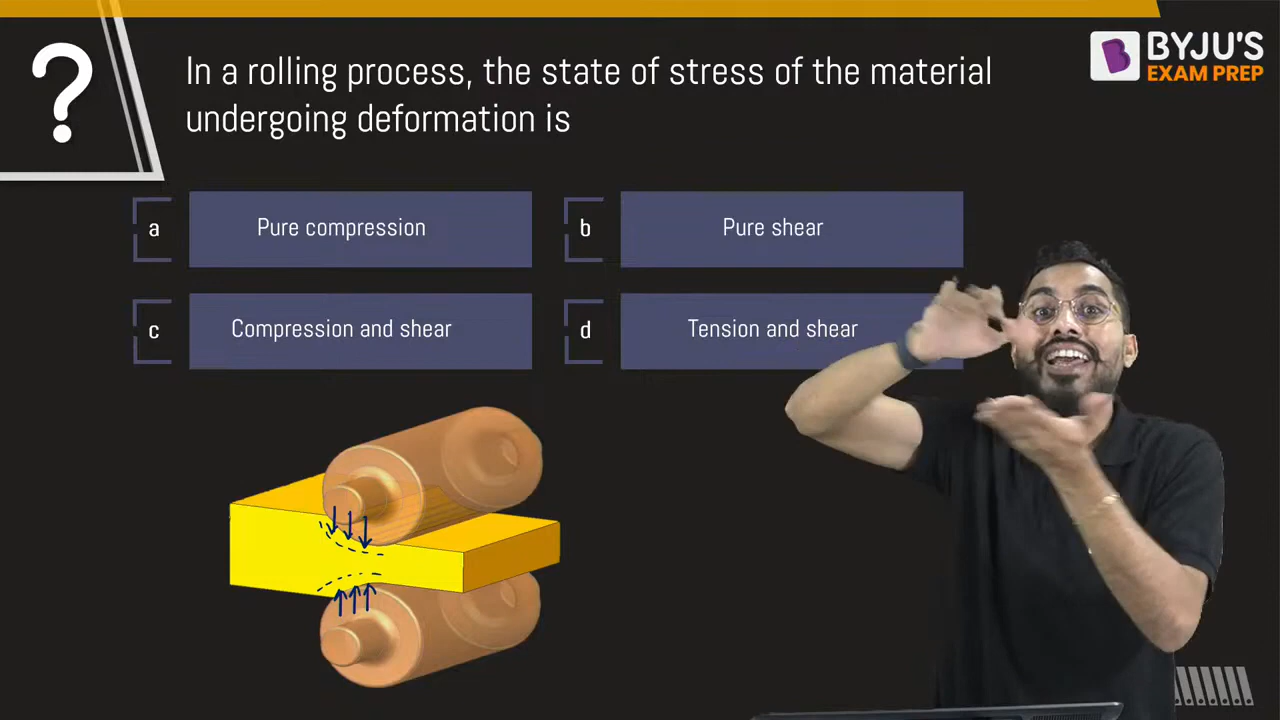 ?
In a rolling process, the state of stress of the material
undergoing deformation is
BYJU'S
EXAM PREP
a Pure compression
b Pure shear
c Compression and shear
d Tension and shear